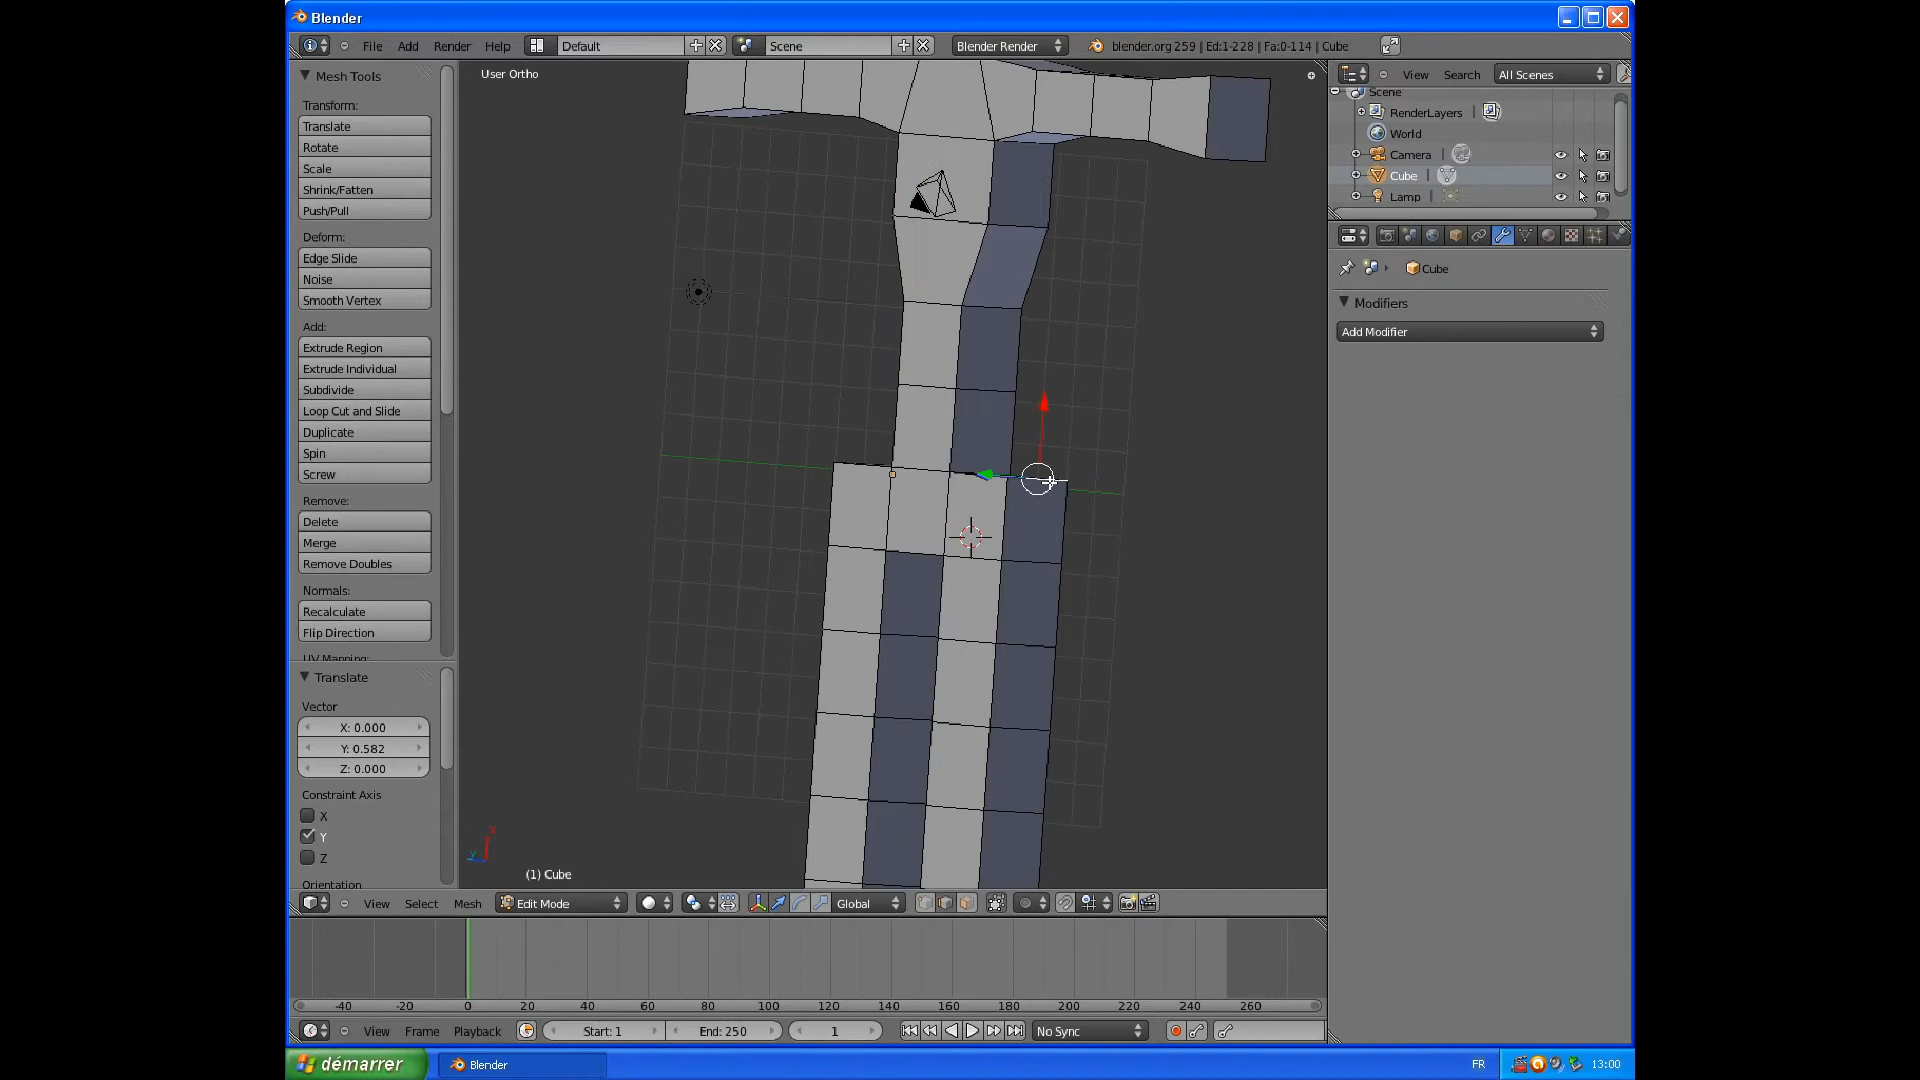 Blender
File Add Render Help Default Scene Blender Render blender.org 259 | Ed:1-228 | Fa:0-114 | Cube
Mesh Tools
Transform:
Translate
Rotate
Scale
Shrink/Fatten
Push/Pull
Deform:
Edge Slide
Noise
Smooth Vertex
Add:
Extrude Region
Extrude Individual
Subdivide
Loop Cut and Slide
Duplicate
Spin
Screw
Remove:
Delete
Merge
Remove Doubles
Normals:
Recalculate
Flip Direction
UV Mapping:
Translate
Vector
X: 0.000
Y: 0.582
Z: 0.000
Constraint Axis
X
Y
Z
Orientation
User Ortho
x
y
(1) Cube
View Select Mesh Edit Mode Global
View Search All Scenes
Scene
RenderLayers |
World
Camera |
Cube |
Lamp |
Cube
Modifiers
Add Modifier
-40 -20 0 20 40 60 80 100 120 140 160 180 200 220 240 260
View Frame Playback Start: 1 End: 250 1 No Sync
démarrer Blender FR 13:00